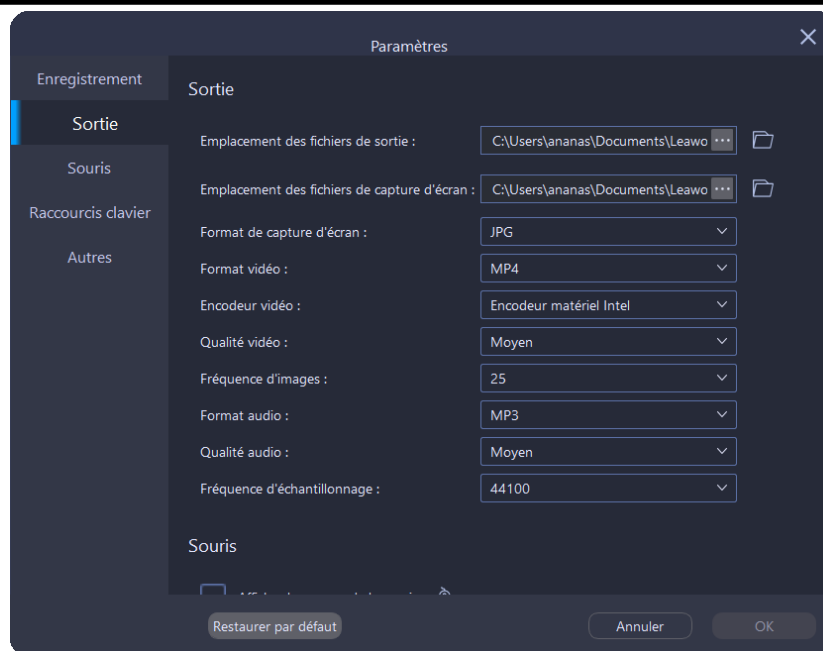 Paramètres
Enregistrement
Sortie
Souris
Raccourcis clavier
Autres
Sortie
Emplacement des fichiers de sortie : C:\Users\ananas\Documents\Leawo ...
Emplacement des fichiers de capture d'écran : C:\Users\ananas\Documents\Leawo ...
Format de capture d'écran : JPG
Format vidéo : MP4
Encodeur vidéo : Encodeur matériel Intel
Qualité vidéo : Moyen
Fréquence d'images : 25
Format audio : MP3
Qualité audio : Moyen
Fréquence d'échantillonnage : 44100
Souris
Restaurer par défaut
Annuler
OK